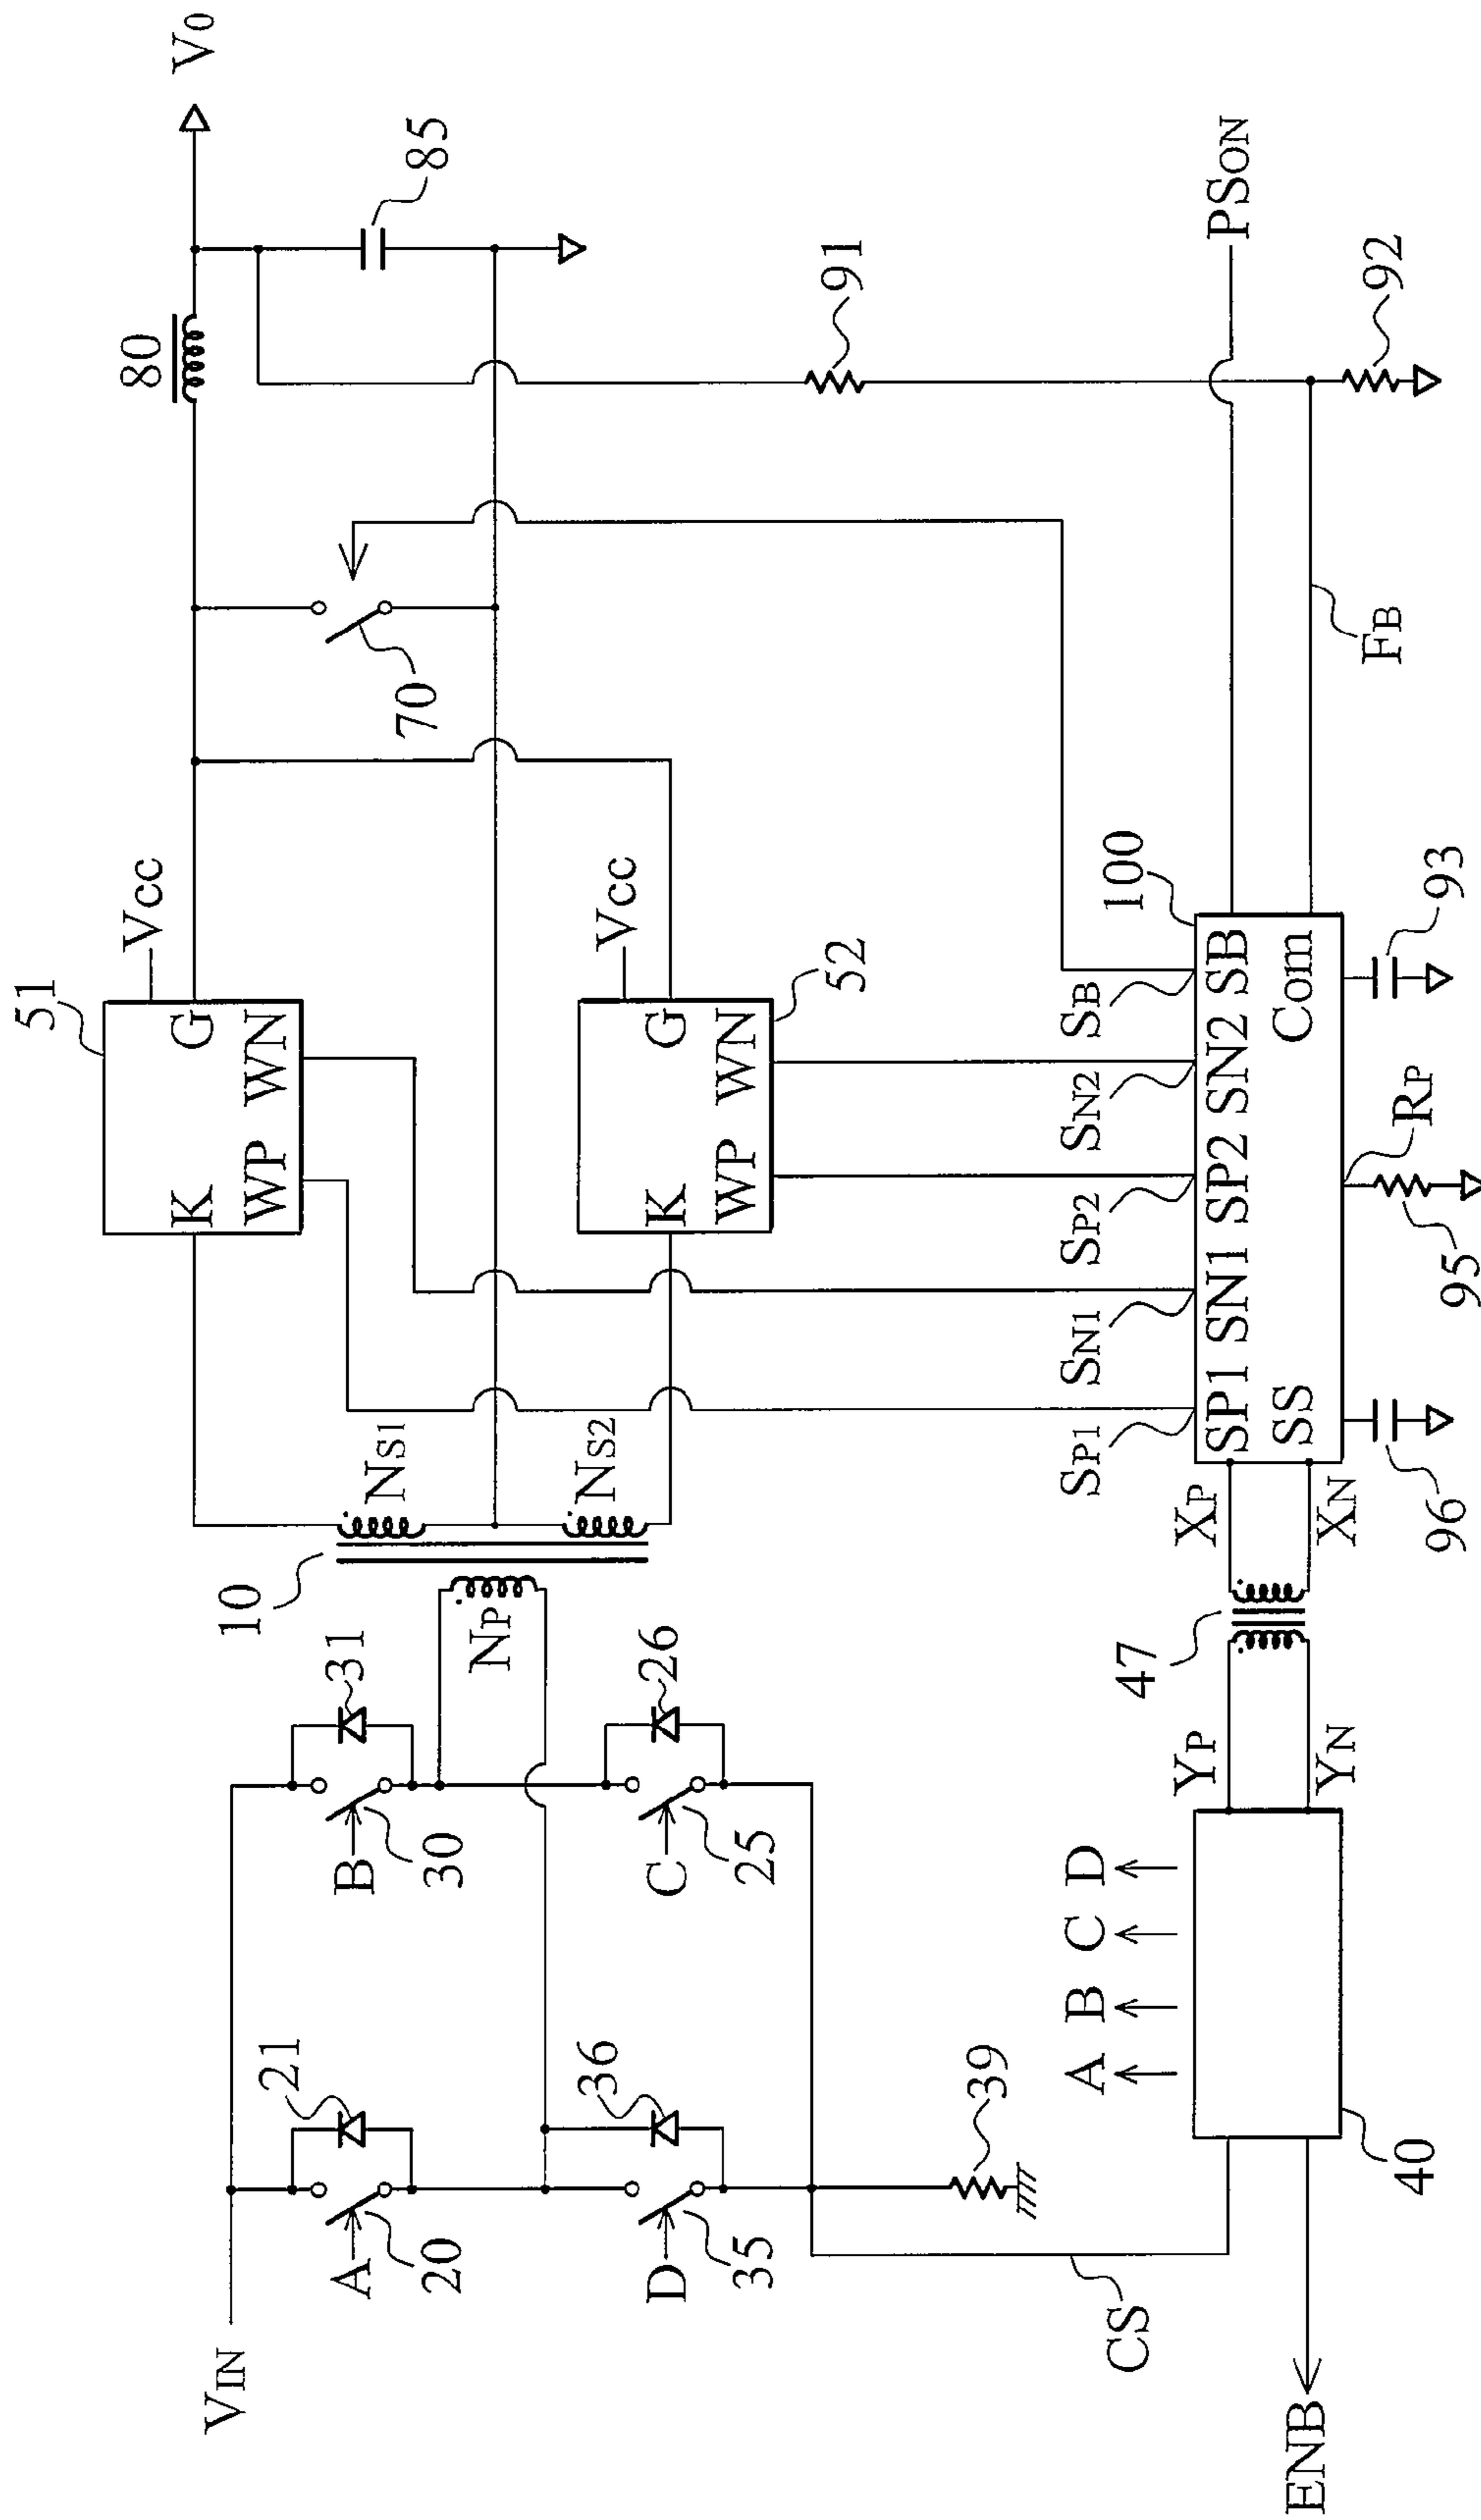 VIN
A
20
21
B
30
31
D
35
36
C
25
26
39
CS
10
NP
NS1
NS2
51
Vcc
K G
WP WN
52
Vcc
K G
WP WN
70
80
85
VO
91
92
PSON
FB
A B C D
40
ENB
YP
YN
47
XP
XN
SP1
SN1
SP2
SN2
SB
100
SP1 SN1 SP2 SN2 SB
SS Com
96
95
RP
93